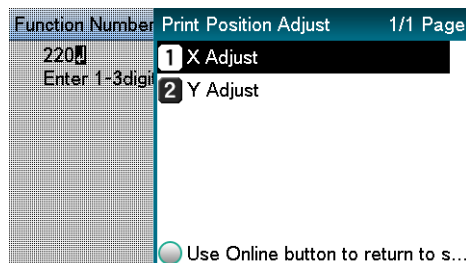 Function Number
220
Enter 1-3digi
Print Position Adjust 1/1 Page
1 X Adjust
2 Y Adjust
Use Online button to return to s...